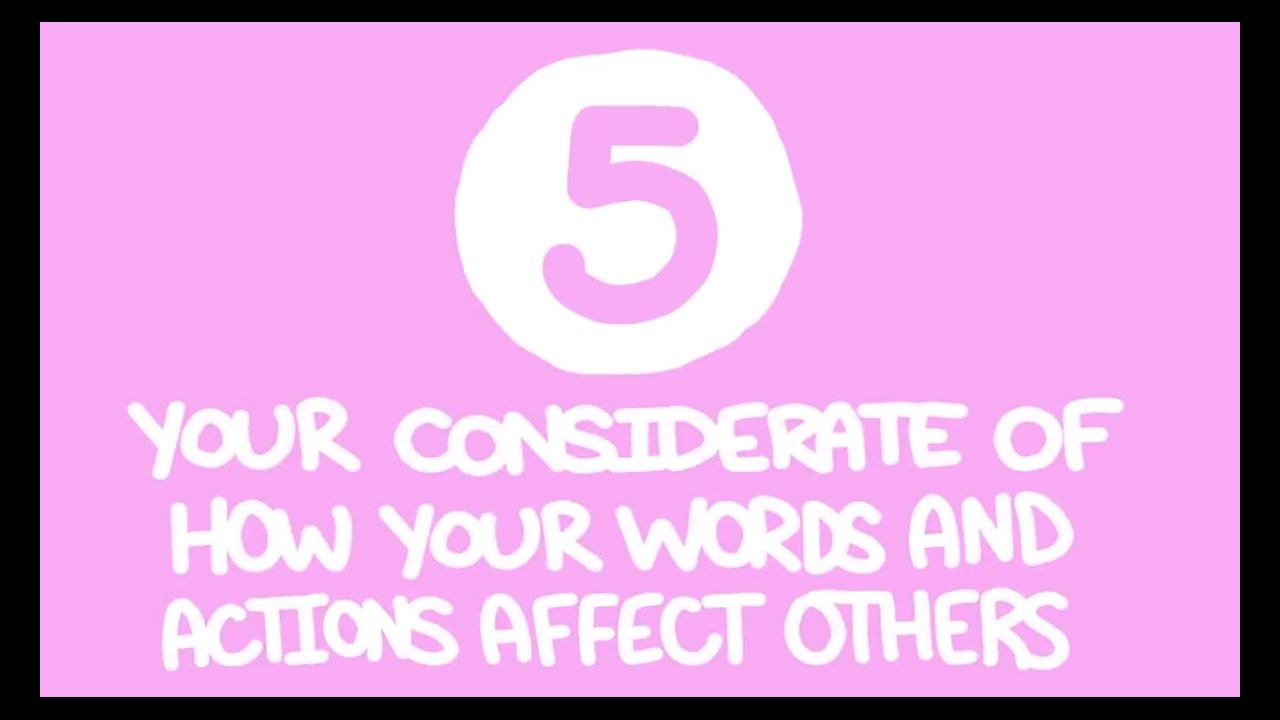 5
YOUR CONSIDERATE OF
HOW YOUR WORDS AND
ACTIONS AFFECT OTHERS